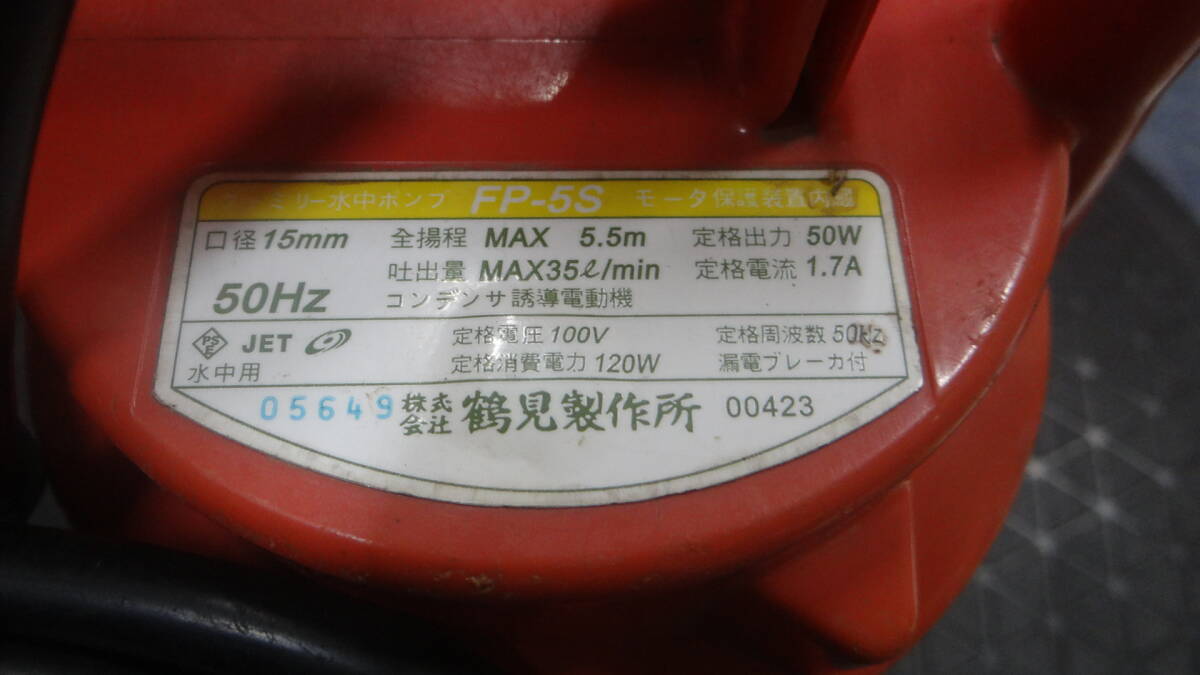 ファミリー水中ポンプ FP-5S モータ保護装置内蔵
口径15mm 全揚程 MAX 5.5m 定格出力 50W
吐出量 MAX35ℓ/min 定格電流 1.7A
50Hz コンデンサ誘導電動機
PSE JET 定格電圧 100V 定格周波数 50Hz
水中用 定格消費電力 120W 漏電ブレーカ付
05649 株式会社 鶴見製作所 00423